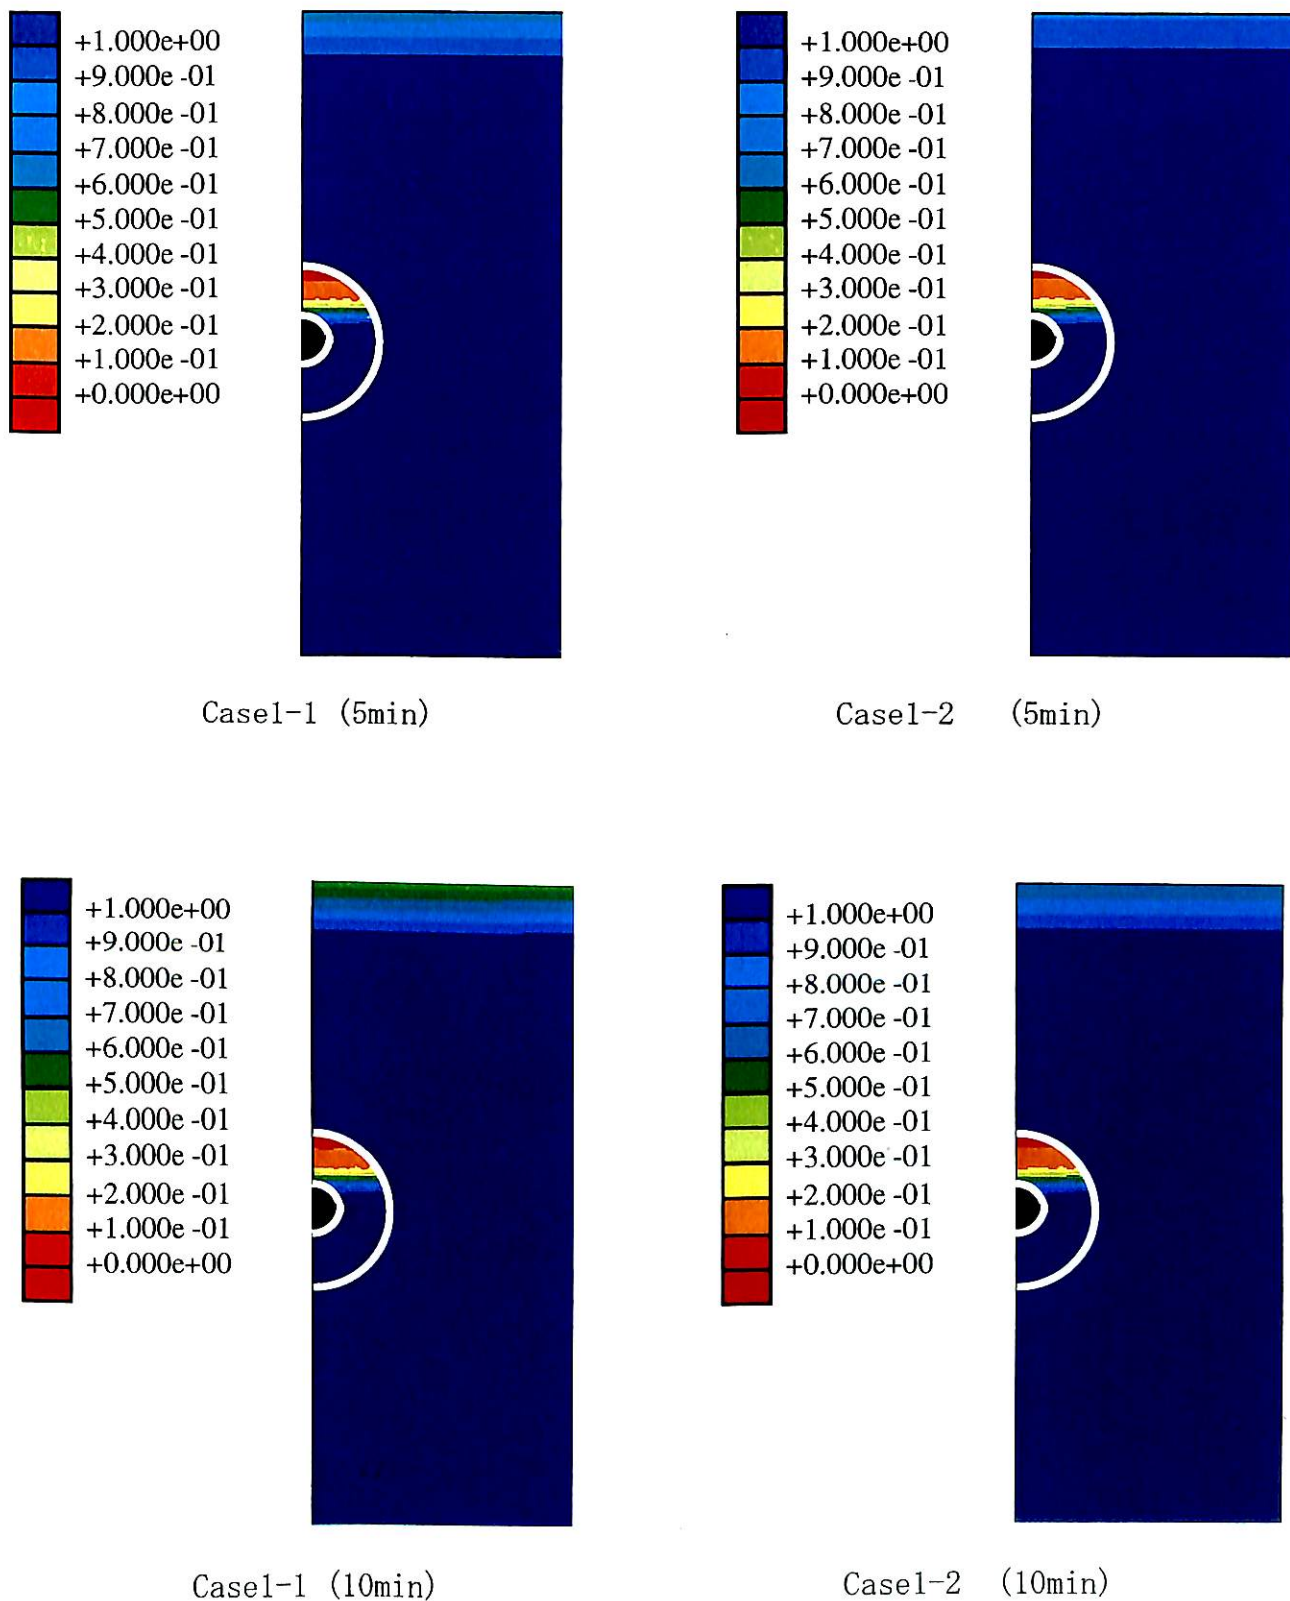 +1.000e+00
+9.000e -01
+8.000e -01
+7.000e -01
+6.000e -01
+5.000e -01
+4.000e -01
+3.000e -01
+2.000e -01
+1.000e -01
+0.000e+00
Case1-1 (5min)
+1.000e+00
+9.000e -01
+8.000e -01
+7.000e -01
+6.000e -01
+5.000e -01
+4.000e -01
+3.000e -01
+2.000e -01
+1.000e -01
+0.000e+00
Case1-2 (5min)
+1.000e+00
+9.000e -01
+8.000e -01
+7.000e -01
+6.000e -01
+5.000e -01
+4.000e -01
+3.000e -01
+2.000e -01
+1.000e -01
+0.000e+00
Case1-1 (10min)
+1.000e+00
+9.000e -01
+8.000e -01
+7.000e -01
+6.000e -01
+5.000e -01
+4.000e -01
+3.000e -01
+2.000e -01
+1.000e -01
+0.000e+00
Case1-2 (10min)